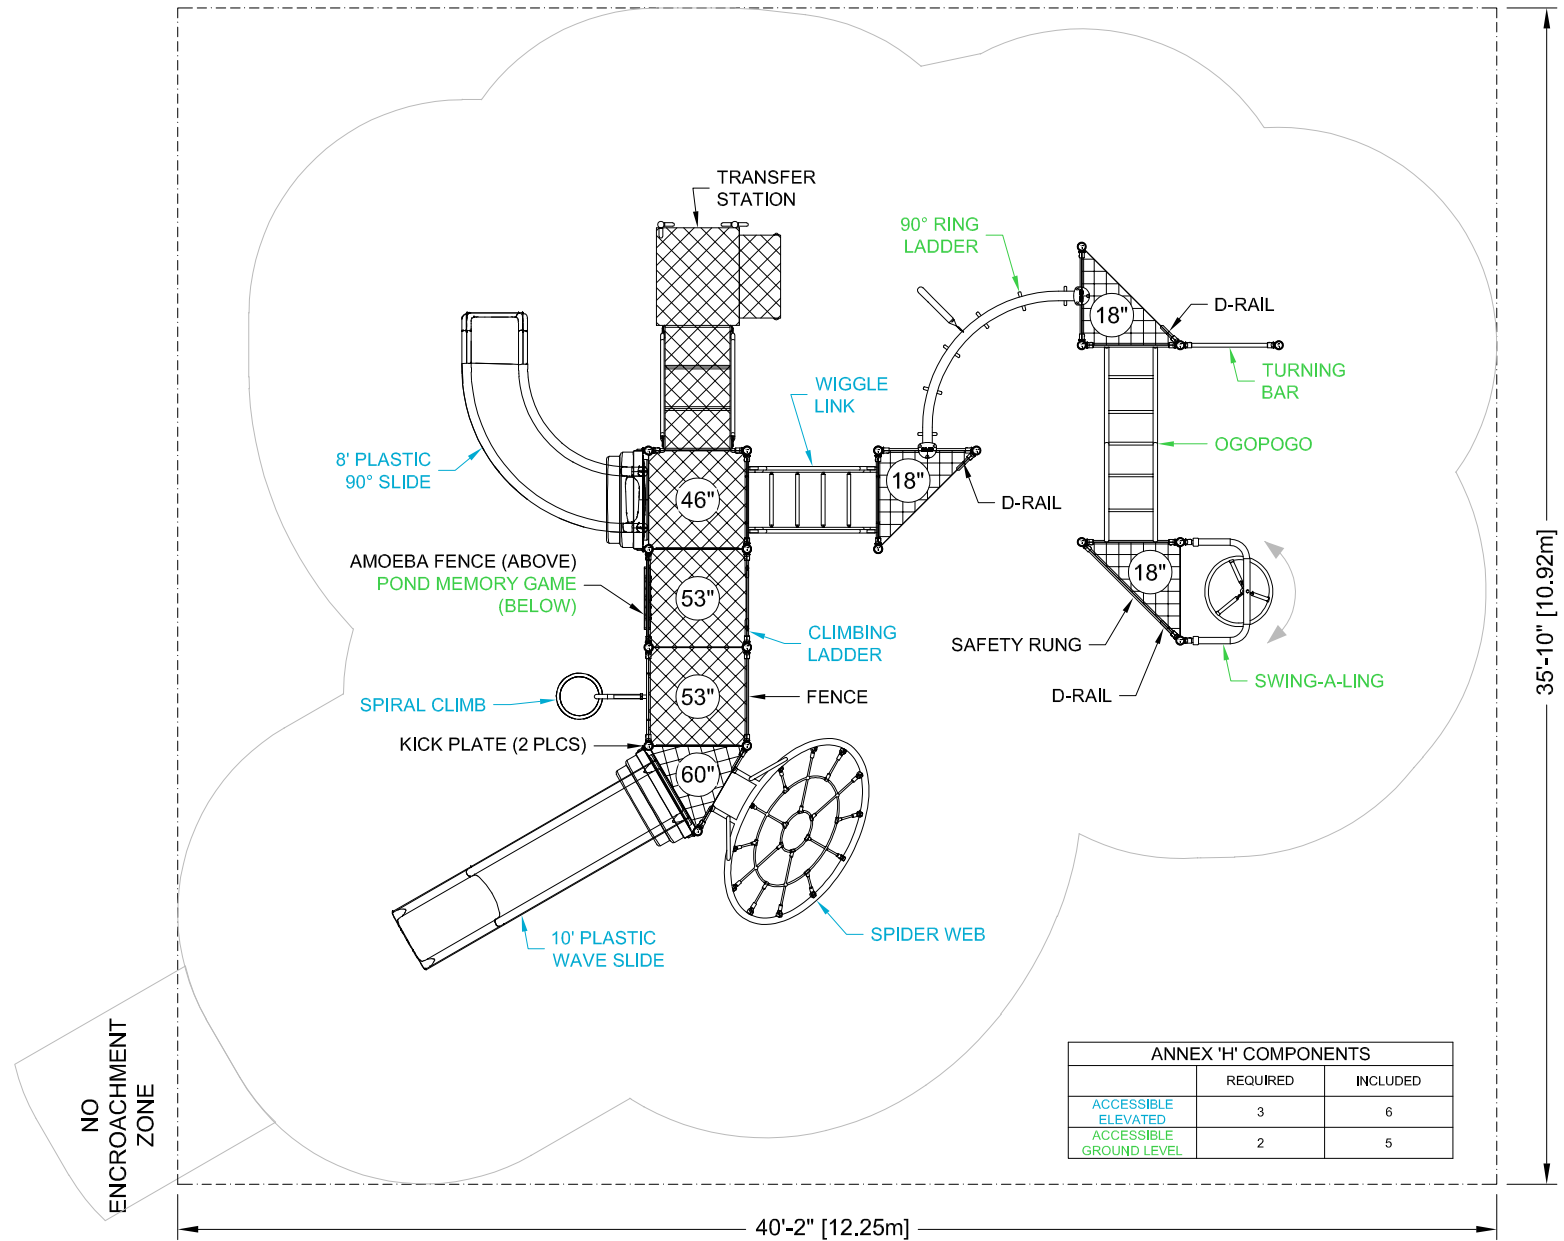 TRANSFER
STATION
90° RING
LADDER
18"
D-RAIL
TURNING
BAR
WIGGLE
LINK
OGOPOGO
8' PLASTIC
90° SLIDE
46"
18"
D-RAIL
AMOEBA FENCE (ABOVE)
POND MEMORY GAME
(BELOW)
53"
18"
CLIMBING
LADDER
SAFETY RUNG
SWING-A-LING
D-RAIL
SPIRAL CLIMB
53"
FENCE
KICK PLATE (2 PLCS)
60"
10' PLASTIC
WAVE SLIDE
SPIDER WEB
35'-10" [10.92m]
NO
ENCROACHMENT
ZONE
ANNEX 'H' COMPONENTS
REQUIRED INCLUDED
ACCESSIBLE
ELEVATED 3 6
ACCESSIBLE
GROUND LEVEL 2 5
40'-2" [12.25m]